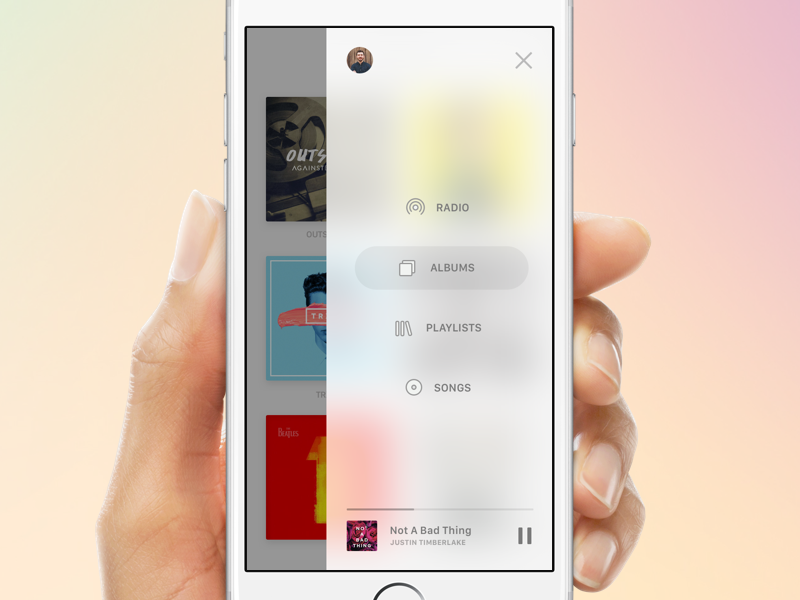 OUTS
AGAINST
OUTS
TR
TR
The
Beatles
RADIO
ALBUMS
PLAYLISTS
SONGS
NOT
A
BAD
THING
Not A Bad Thing
JUSTIN TIMBERLAKE